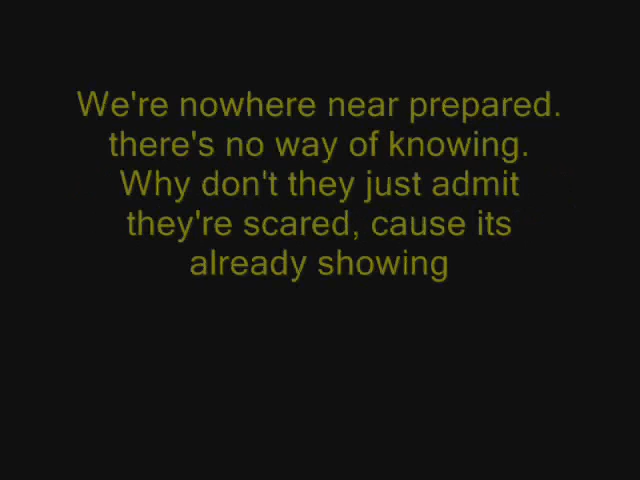 We're nowhere near prepared.
there's no way of knowing.
Why don't they just admit
they're scared, cause its
already showing